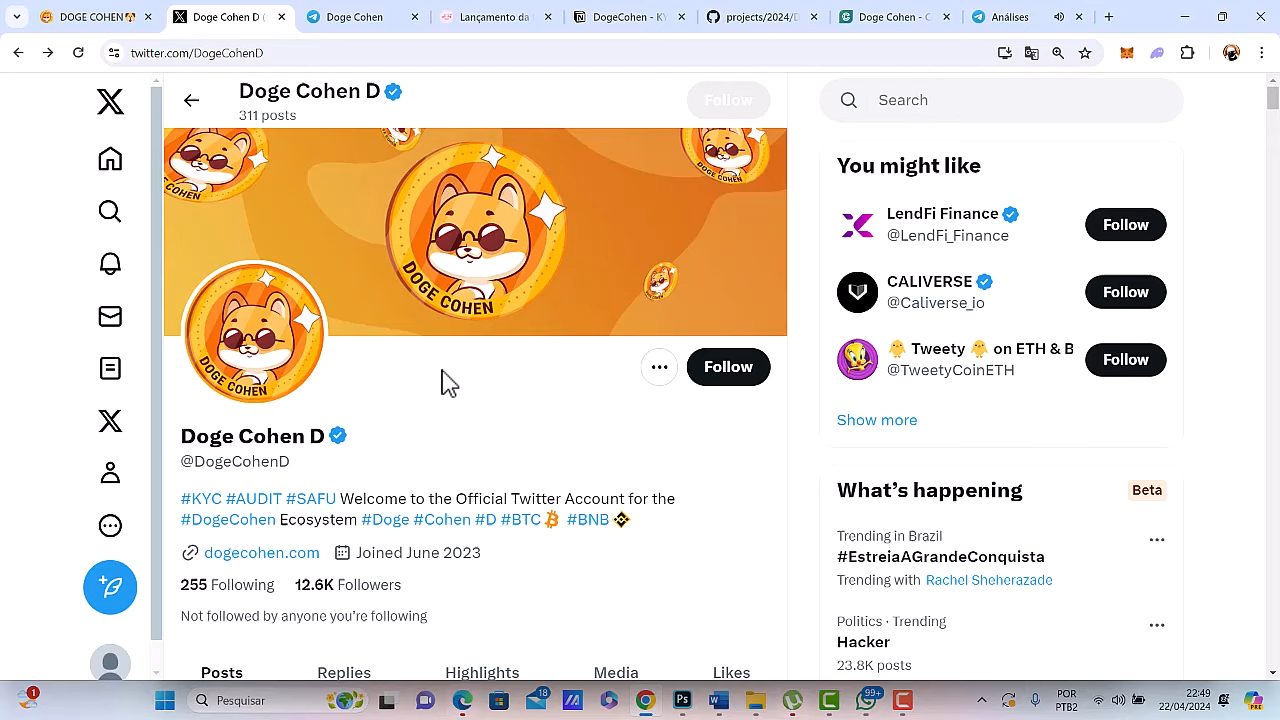 Doge Cohen D
Doge Cohen
Lançamento da
DogeCohen - KY
projects/2024/D
Doge Cohen - C
Análises
twitter.com/DogeCohenD
Doge Cohen D
311 posts
Follow
Search
DOGE COHEN
DOGE COHEN
DOGE COHEN
Follow
Doge Cohen D
@DogeCohenD
#KYC #AUDIT #SAFU Welcome to the Official Twitter Account for the
#DogeCohen Ecosystem #Doge #Cohen #D #BTC #BNB
dogecohen.com Joined June 2023
255 Following 12.6K Followers
Not followed by anyone you’re following
Posts Replies Highlights Media Likes
You might like
LendFi Finance
@LendFi_Finance
Follow
CALIVERSE
@Caliverse_io
Follow
Tweety on ETH & B
@TweetyCoinETH
Follow
Show more
What’s happening
Beta
Trending in Brazil
#EstreiaAGrandeConquista
Trending with Rachel Sheherazade
Politics · Trending
Hacker
23.8K posts
1
Pesquisar
18
99+
POR
PTB2
22:49
22/04/2024